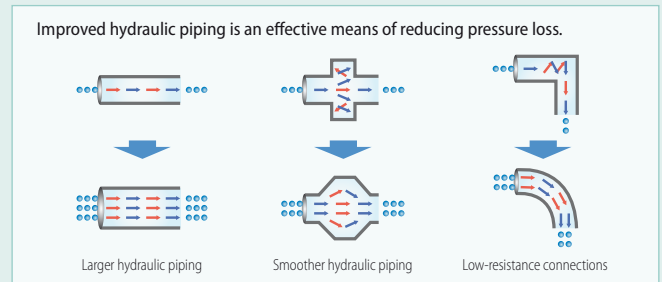 Improved hydraulic piping is an effective means of reducing pressure loss.
Larger hydraulic piping
Smoother hydraulic piping
Low-resistance connections